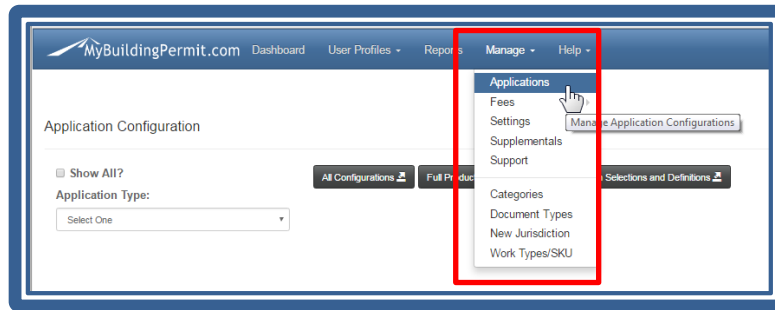 MyBuildingPermit.com Dashboard User Profiles Reports Manage Help
Applications
Fees
Settings
Manage Application Configurations
Supplementals
Support
Categories
Document Types
New Jurisdiction
Work Types/SKU
Application Configuration
Show All?
All Configurations Full Selections and Definitions
Application Type:
Select One